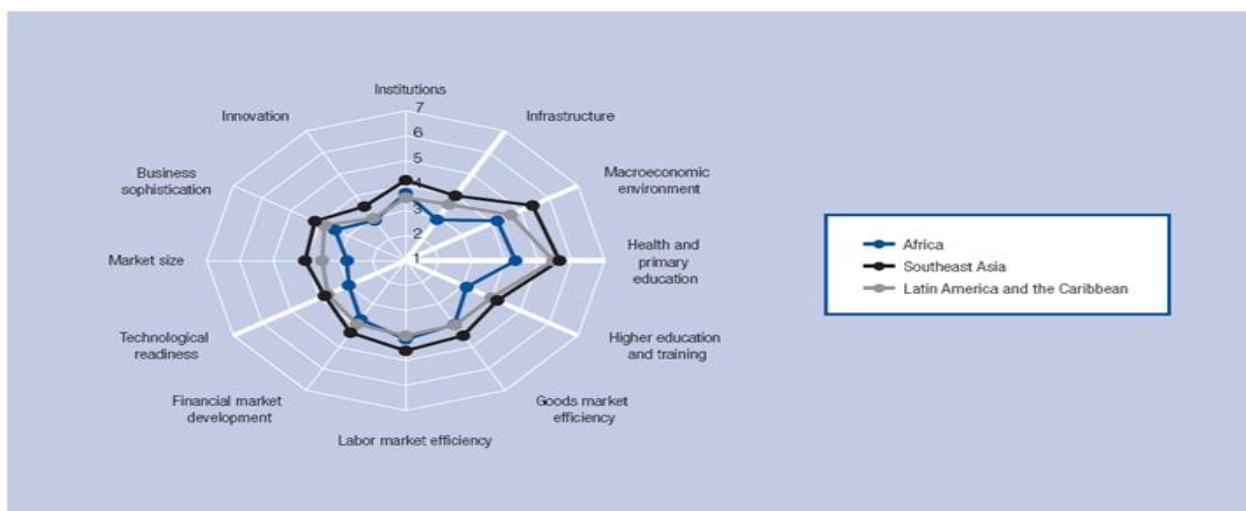 Institutions
7
6
5
4
3
2
1
Infrastructure
Macroeconomic
environment
Health and
primary
education
Higher education
and training
Goods market
efficiency
Labor market efficiency
Financial market
development
Technological
readiness
Market size
Business
sophistication
Innovation
Africa
Southeast Asia
Latin America and the Caribbean